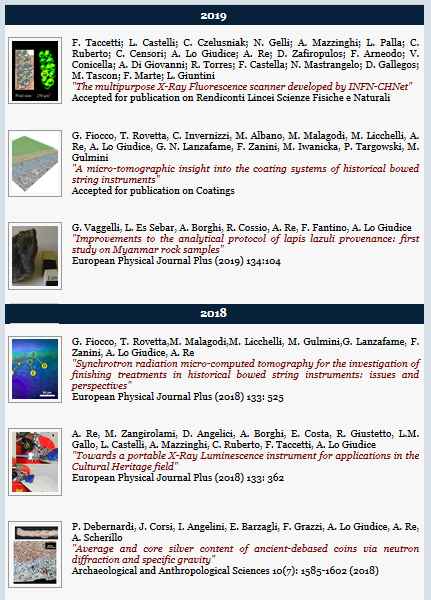 2019
F. Taccetti; L. Castelli; C. Czelusniak; N. Gelli; A. Mazzinghi; L. Palla; C.
Ruberto; C. Censori; A. Lo Giudice; A. Re; D. Zafiropulos; F. Arneodo; V.
Conicella; A. Di Giovanni; R. Torres; F. Castella; N. Mastrangelo; D. Gallegos;
M. Tascon; F. Marte; L. Giuntini
"The multipurpose X-Ray Fluorescence scanner developed by INFN-CHNet"
Accepted for publication on Rendiconti Lincei Scienze Fisiche e Naturali
G. Fiocco, T. Rovetta, C. Invernizzi, M. Albano, M. Malagodi, M. Licchelli, A.
Re, A. Lo Giudice, G. N. Lanzafame, F. Zanini, M. Iwanicka, P. Targowski, M.
Gulmini
"A micro-tomographic insight into the coating systems of historical bowed
string instruments"
Accepted for publication on Coatings
1 cm
G. Vaggelli, L. Es Sebar, A. Borghi, R. Cossio, A. Re, F. Fantino, A. Lo Giudice
"Improvements to the analytical protocol of lapis lazuli provenance: first
study on Myanmar rock samples"
European Physical Journal Plus (2019) 134:104
2018
G. Fiocco, T. Rovetta,M. Malagodi,M. Licchelli, M. Gulmini,G. Lanzafame, F.
Zanini, A. Lo Giudice, A. Re
"Synchrotron radiation micro-computed tomography for the investigation of
finishing treatments in historical bowed string instruments: issues and
perspectives"
European Physical Journal Plus (2018) 133: 525
A. Re, M. Zangirolami, D. Angelici, A. Borghi, E. Costa, R. Giustetto, L.M.
Gallo, L. Castelli, A. Mazzinghi, C. Ruberto, F. Taccetti, A. Lo Giudice
"Towards a portable X-Ray Luminescence instrument for applications in the
Cultural Heritage field"
European Physical Journal Plus (2018) 133: 362
P. Debernardi, J. Corsi, I. Angelini, E. Barzagli, F. Grazzi, A. Lo Giudice, A. Re,
A. Scherillo
"Average and core silver content of ancient-debased coins via neutron
diffraction and specific gravity"
Archaeological and Anthropological Sciences 10(7): 1585-1602 (2018)